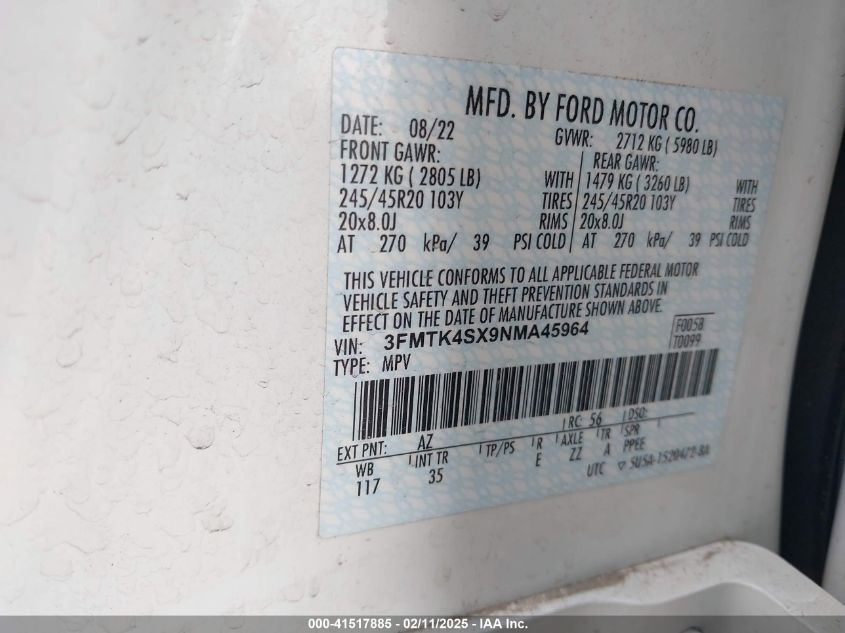 MFD. BY FORD MOTOR CO.
DATE: 08/22 GVWR: 2712 KG ( 5980 LB)
FRONT GAWR: REAR GAWR:
1272 KG ( 2805 LB) WITH 1479 KG ( 3260 LB) WITH
245/45R20 103Y TIRES 245/45R20 103Y TIRES
20x8.0J RIMS 20x8.0J RIMS
AT 270 kPa/ 39 PSI COLD AT 270 kPa/ 39 PSI COLD
THIS VEHICLE CONFORMS TO ALL APPLICABLE FEDERAL MOTOR
VEHICLE SAFETY AND THEFT PREVENTION STANDARDS IN
EFFECT ON THE DATE OF MANUFACTURE SHOWN ABOVE.
VIN: 3FMTK4SX9NMA45964 F0058
TYPE: MPV T0099
EXT PNT: AZ RC: 56 DSO:
WB INT TR TP/PS R AXLE TR SPR
117 35 E ZZ A PPEE
UTC
000-41517885 - 02/11/2025 - IAA Inc.